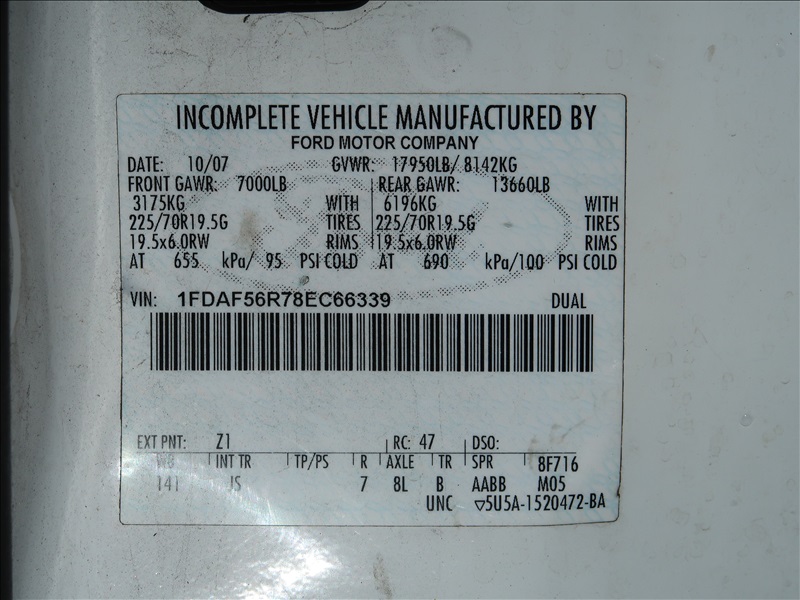 INCOMPLETE VEHICLE MANUFACTURED BY
FORD MOTOR COMPANY
DATE: 10/07 GVWR: 17950LB/ 8142KG
FRONT GAWR: 7000LB REAR GAWR: 13660LB
3175KG WITH 6196KG WITH
225/70R19.5G TIRES 225/70R19.5G TIRES
19.5x6.0RW RIMS 19.5x6.0RW RIMS
AT 655 kPa/ 95 PSI COLD AT 690 kPa/100 PSI COLD
VIN: 1FDAF56R78EC66339 DUAL
EXT PNT: Z1 RC: 47 DSO:
WB INT TR TP/PS R AXLE TR SPR 8F716
141 JS 7 8L B AABB M05
UNC ▽5U5A-1520472-BA